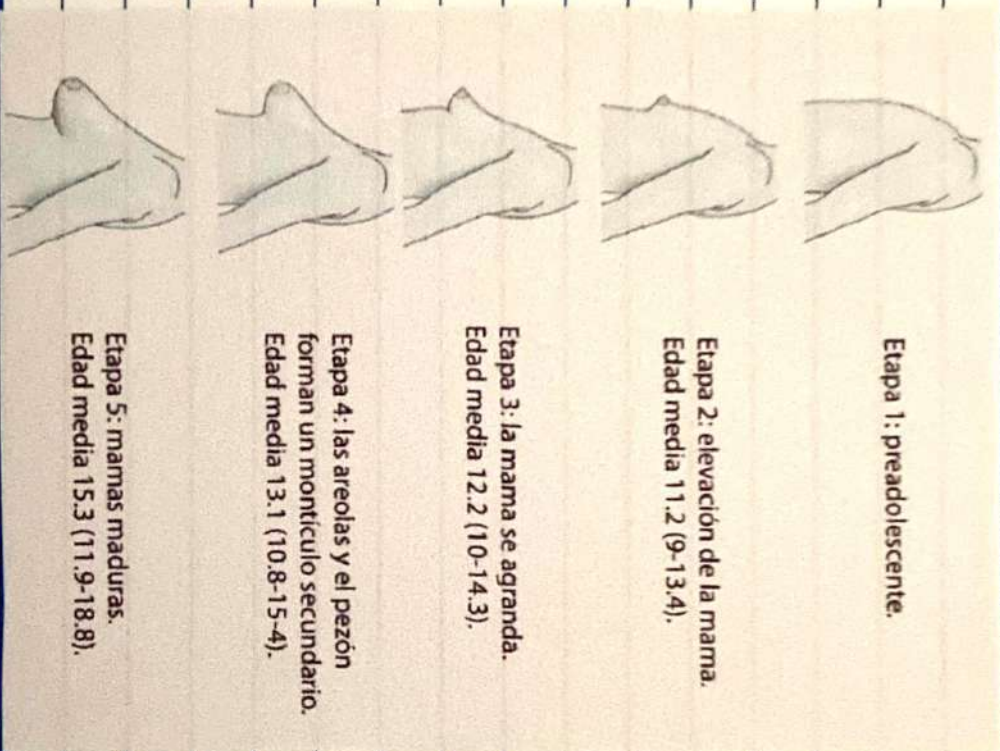 Etapa 1: preadolescente.
Etapa 2: elevación de la mama.
Edad media 11.2 (9-13.4).
Etapa 3: la mama se agranda.
Edad media 12.2 (10-14.3).
Etapa 4: las areolas y el pezón
forman un montículo secundario.
Edad media 13.1 (10.8-15-4).
Etapa 5: mamas maduras.
Edad media 15.3 (11.9-18.8).